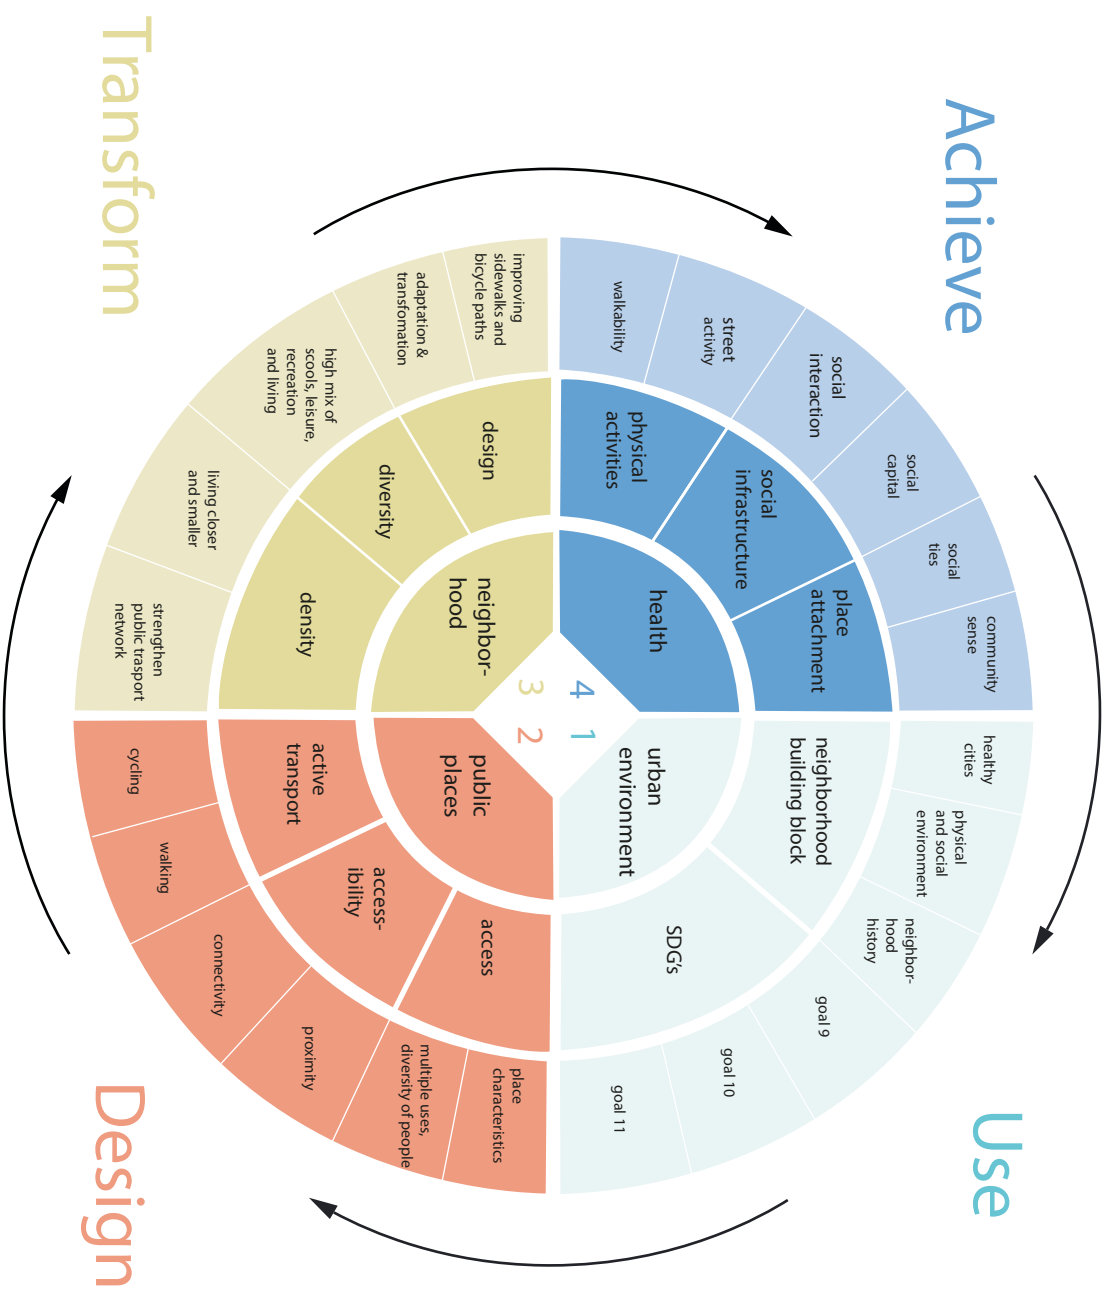 Achieve
Use
Transform
Design
1
urban
environment
neighborhood
building block
SDG's
healthy
cities
physical
and social
environment
neighbor-
hood
history
goal 9
goal 10
goal 11
2
public
places
access
access-
ibility
active
transport
place
characteristics
multiple uses,
diversity of people
proximity
connectivity
walking
cycling
3
neighbor-
hood
density
diversity
design
strengthen
public trasport
network
living closer
and smaller
high mix of
scools, leisure,
recreation
and living
adaptation &
transfomation
improving
sidewalks and
bicycle paths
4
health
physical
activities
social
infrastructure
place
attachment
walkability
street
activity
social
interaction
social
capital
social
ties
community
sense